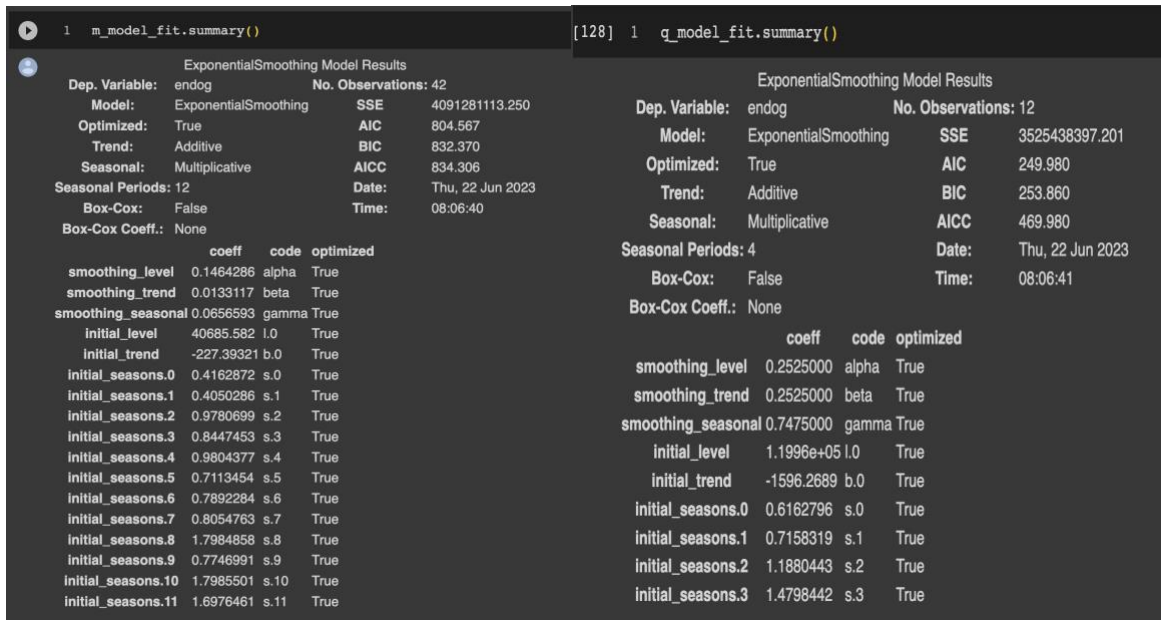 1 m_model_fit.summary()
ExponentialSmoothing Model Results
Dep. Variable: endog No. Observations: 42
Model: ExponentialSmoothing SSE 4091281113.250
Optimized: True AIC 804.567
Trend: Additive BIC 832.370
Seasonal: Multiplicative AICC 834.306
Seasonal Periods: 12 Date: Thu, 22 Jun 2023
Box-Cox: False Time: 08:06:40
Box-Cox Coeff.: None
coeff code optimized
smoothing_level 0.1464286 alpha True
smoothing_trend 0.0133117 beta True
smoothing_seasonal 0.0656593 gamma True
initial_level 40685.582 l.0 True
initial_trend -227.39321 b.0 True
initial_seasons.0 0.4162872 s.0 True
initial_seasons.1 0.4050286 s.1 True
initial_seasons.2 0.9780699 s.2 True
initial_seasons.3 0.8447453 s.3 True
initial_seasons.4 0.9804377 s.4 True
initial_seasons.5 0.7113454 s.5 True
initial_seasons.6 0.7892284 s.6 True
initial_seasons.7 0.8054763 s.7 True
initial_seasons.8 1.7984858 s.8 True
initial_seasons.9 0.7746991 s.9 True
initial_seasons.10 1.7985501 s.10 True
initial_seasons.11 1.6976461 s.11 True
[128] 1 q_model_fit.summary()
ExponentialSmoothing Model Results
Dep. Variable: endog No. Observations: 12
Model: ExponentialSmoothing SSE 3525438397.201
Optimized: True AIC 249.980
Trend: Additive BIC 253.860
Seasonal: Multiplicative AICC 469.980
Seasonal Periods: 4 Date: Thu, 22 Jun 2023
Box-Cox: False Time: 08:06:41
Box-Cox Coeff.: None
coeff code optimized
smoothing_level 0.2525000 alpha True
smoothing_trend 0.2525000 beta True
smoothing_seasonal 0.7475000 gamma True
initial_level 1.1996e+05 l.0 True
initial_trend -1596.2689 b.0 True
initial_seasons.0 0.6162796 s.0 True
initial_seasons.1 0.7158319 s.1 True
initial_seasons.2 1.1880443 s.2 True
initial_seasons.3 1.4798442 s.3 True